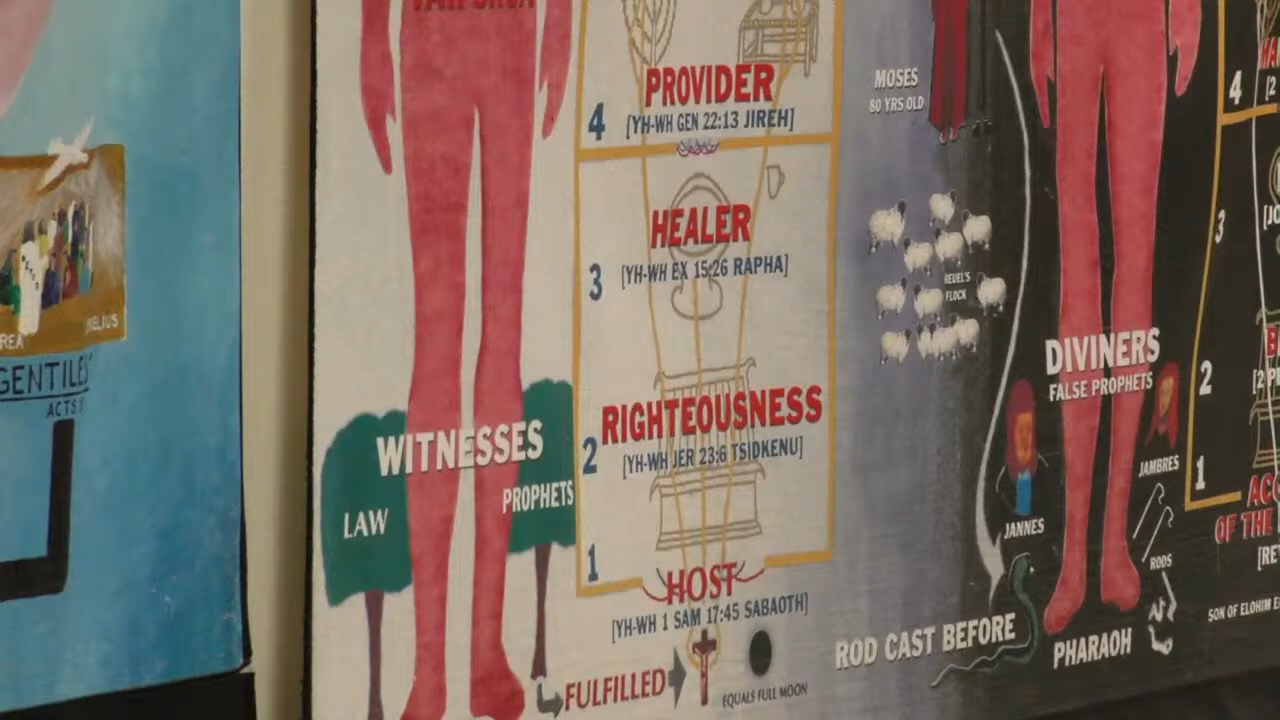 GENTILES
ACTS
PROVIDER
4
[YH-WH GEN 22:13 JIREH]
HEALER
3
[YH-WH EX 15:26 RAPHA]
RIGHTEOUSNESS
2
[YH-WH JER 23:6 TSIDKENU]
1
HOST
[YH-WH 1 SAM 17:45 SABAOTH]
WITNESSES
LAW
PROPHETS
FULFILLED
EQUALS FULL MOON
MOSES
80 YRS OLD
REUEL'S
FLOCK
DIVINERS
FALSE PROPHETS
JAMBRES
JANNES
RODS
ROD CAST BEFORE
PHARAOH
4
3
2
1
OF THE
SON OF ELOHIM